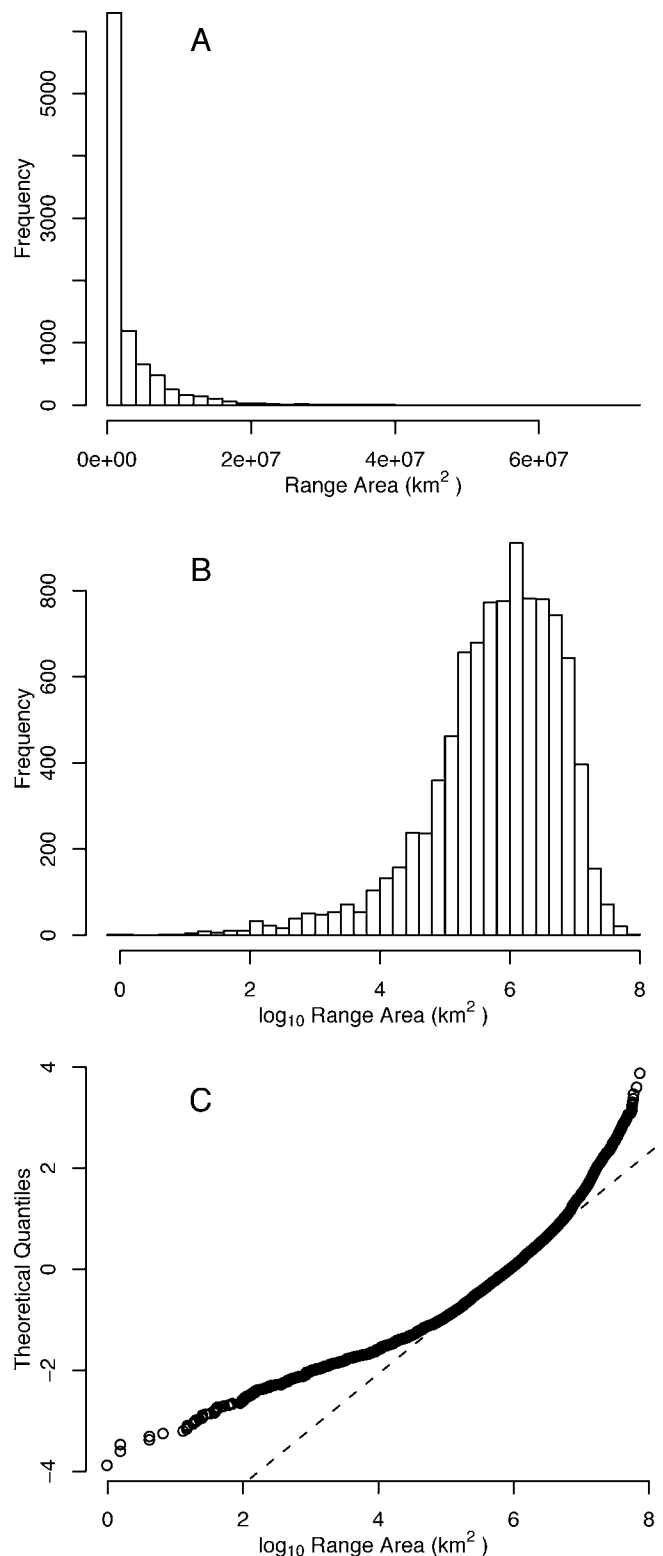 A
Frequency
5000
3000
1000
0
0e+00 2e+07 4e+07 6e+07
Range Area (km² )
B
Frequency
800
600
400
200
0
0 2 4 6 8
log₁₀ Range Area (km² )
C
Theoretical Quantiles
4
2
0
−2
−4
0 2 4 6 8
log₁₀ Range Area (km² )